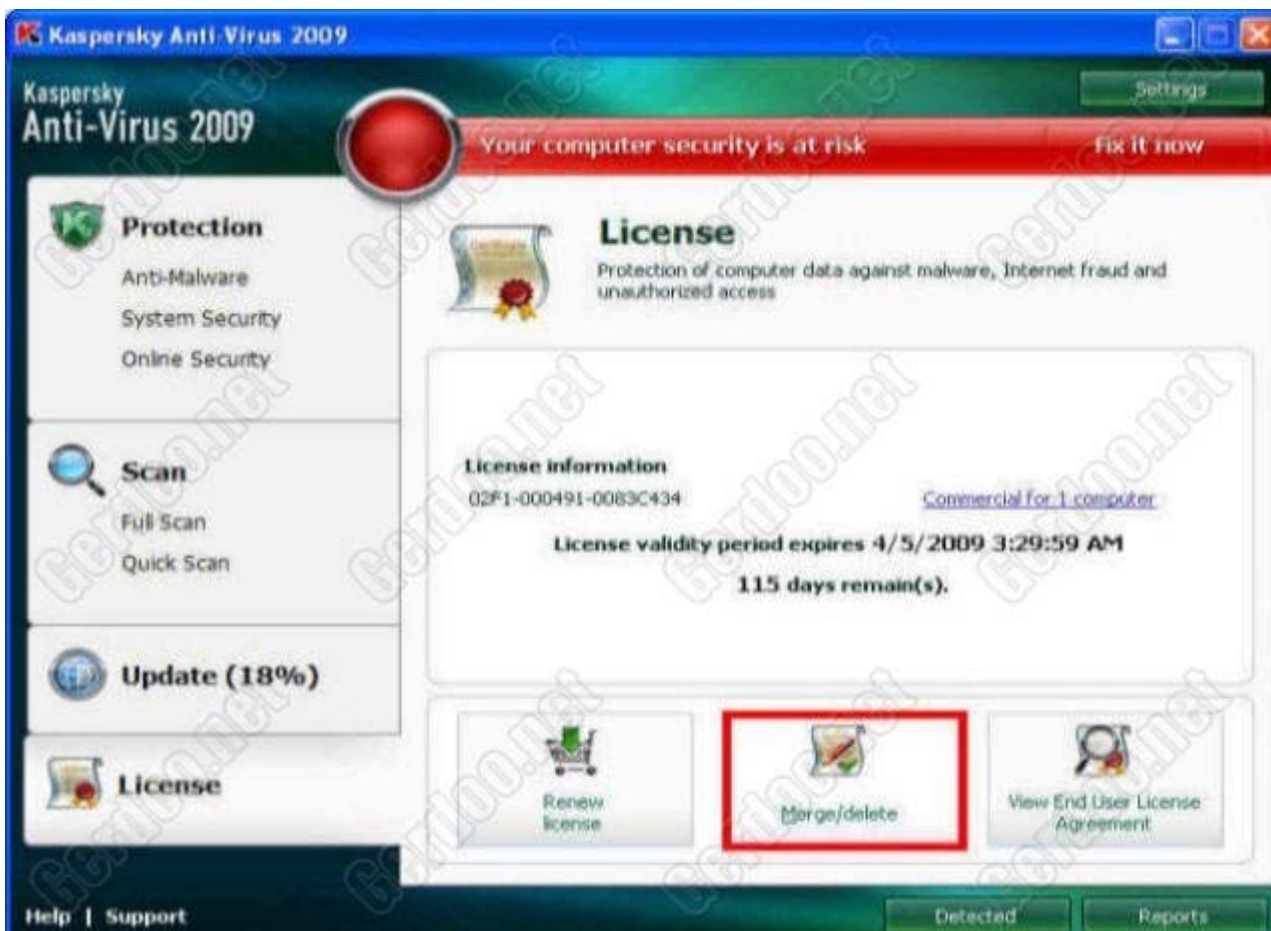 Kaspersky Anti-Virus 2009
Kaspersky
Anti-Virus 2009
Settings
Your computer security is at risk
Fix it now
Protection
Anti-Malware
System Security
Online Security
Scan
Full Scan
Quick Scan
Update (18%)
License
License
Protection of computer data against malware, Internet fraud and
unauthorized access
License information
02F1-000491-0083C434
Commercial for 1 computer
License validity period expires 4/5/2009 3:29:59 AM
115 days remain(s).
Renew
license
Merge/delete
View End User License
Agreement
Help | Support
Detected
Reports
Gerdoo.net